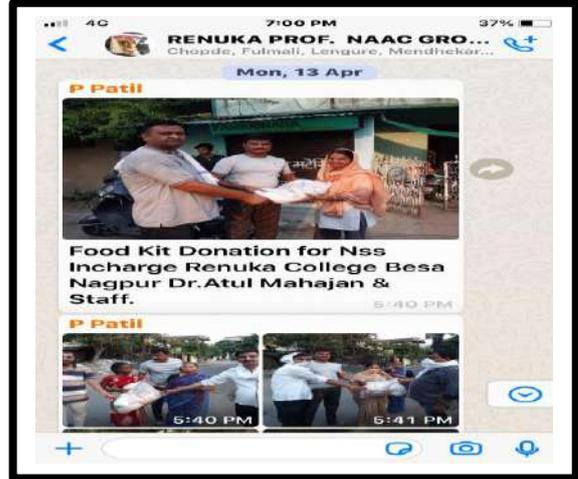 4G 7:00 PM 37%
RENUKA PROF. NAAC GRO...
Chopde, Fulmali, Lengure, Mendhekar...
Mon, 13 Apr
P Patil
Food Kit Donation for Nss
Incharge Renuka College Besa
Nagpur Dr.Atul Mahajan &
Staff.
5:40 PM
P Patil
5:40 PM 5:41 PM